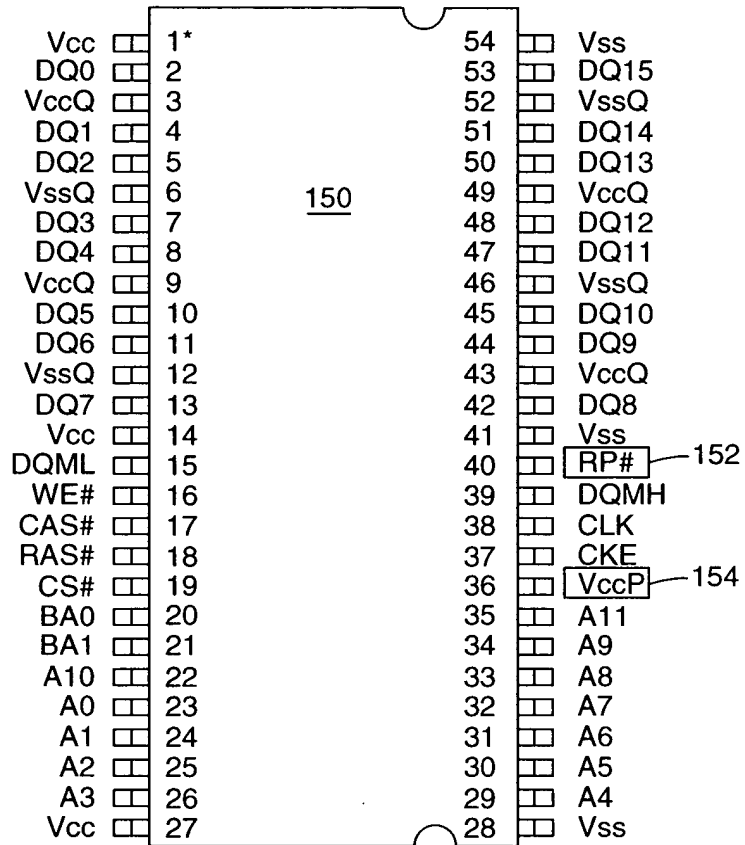 Vcc 1* 54 Vss
DQ0 2 53 DQ15
VccQ 3 52 VssQ
DQ1 4 51 DQ14
DQ2 5 50 DQ13
VssQ 6 150 49 VccQ
DQ3 7 48 DQ12
DQ4 8 47 DQ11
VccQ 9 46 VssQ
DQ5 10 45 DQ10
DQ6 11 44 DQ9
VssQ 12 43 VccQ
DQ7 13 42 DQ8
Vcc 14 41 Vss
DQML 15 40 RP# 152
WE# 16 39 DQMH
CAS# 17 38 CLK
RAS# 18 37 CKE
CS# 19 36 VccP 154
BA0 20 35 A11
BA1 21 34 A9
A10 22 33 A8
A0 23 32 A7
A1 24 31 A6
A2 25 30 A5
A3 26 29 A4
Vcc 27 28 Vss